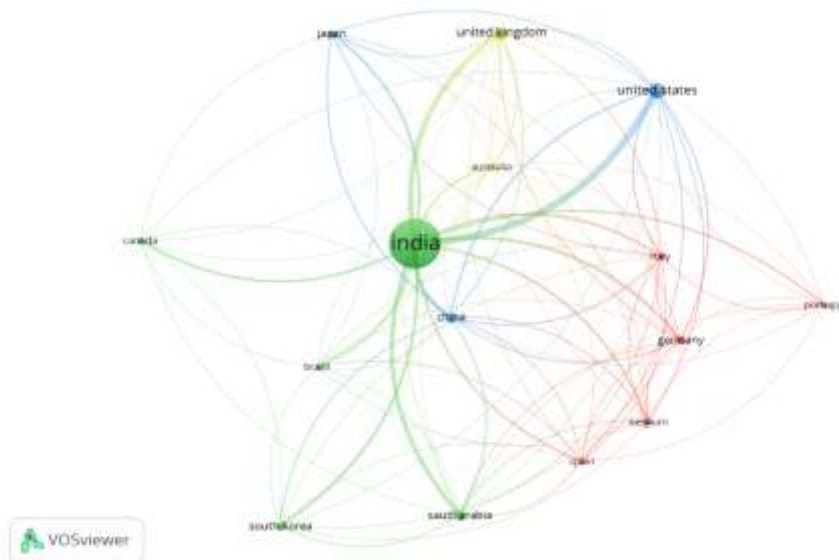 japan
united kingdom
united states
australia
canada
india
italy
china
portugal
germany
brazil
belgium
spain
south korea
saudi arabia
VOSviewer